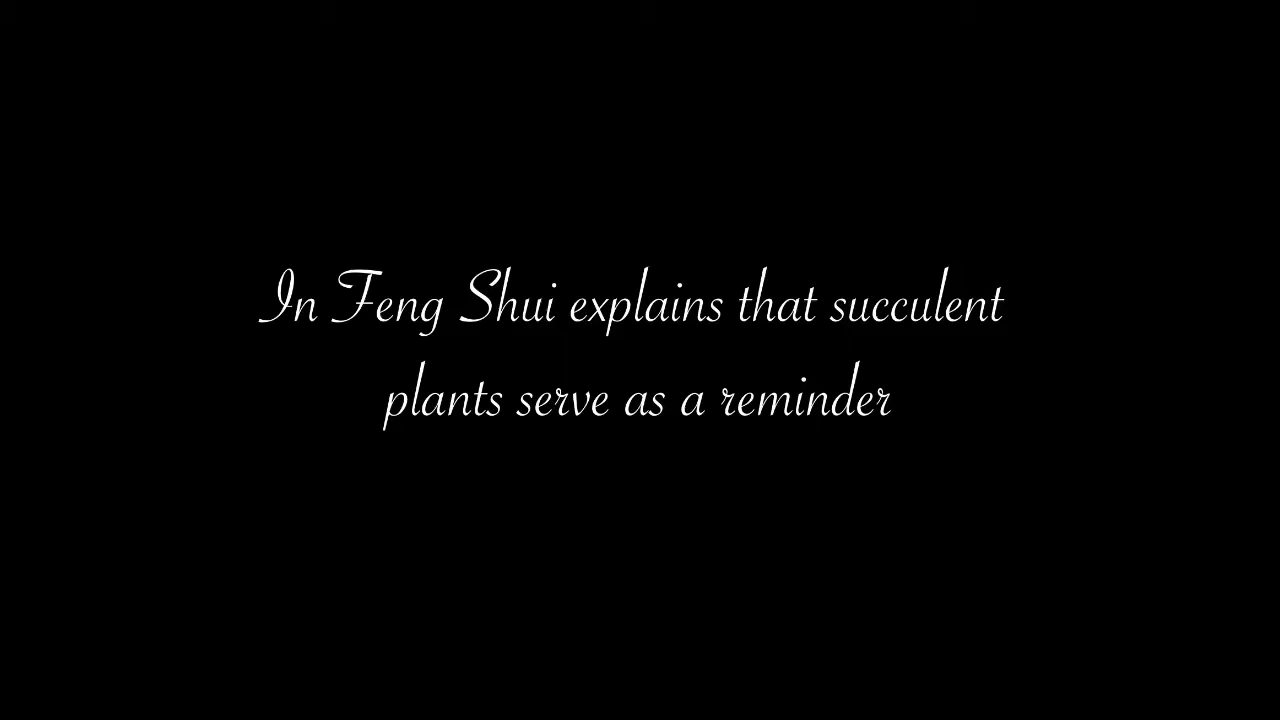 In Feng Shui explains that succulent
plants serve as a reminder